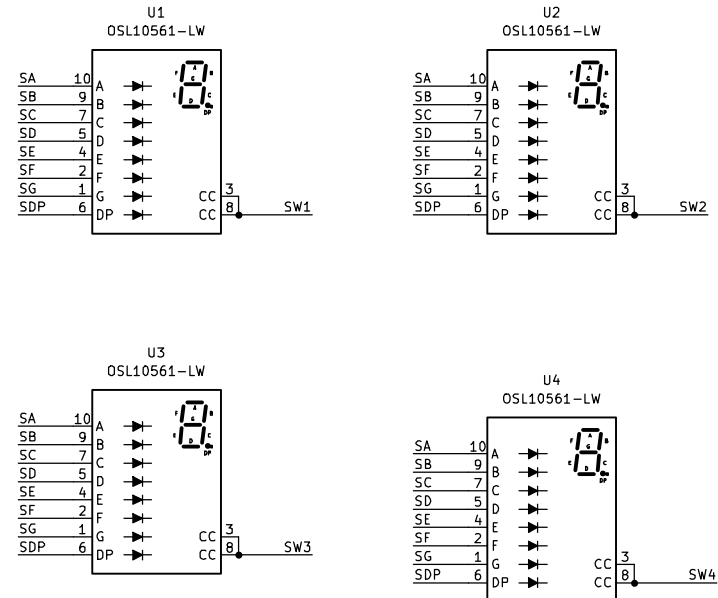 U1
OSL10561-LW
A
F B
G
E C
D
DP
SA 10 A
SB 9 B
SC 7 C
SD 5 D
SE 4 E
SF 2 F
SG 1 G CC 3
SDP 6 DP CC 8 SW1
U2
OSL10561-LW
A
F B
G
E C
D
DP
SA 10 A
SB 9 B
SC 7 C
SD 5 D
SE 4 E
SF 2 F
SG 1 G CC 3
SDP 6 DP CC 8 SW2
U3
OSL10561-LW
A
F B
G
E C
D
DP
SA 10 A
SB 9 B
SC 7 C
SD 5 D
SE 4 E
SF 2 F
SG 1 G CC 3
SDP 6 DP CC 8 SW3
U4
OSL10561-LW
A
F B
G
E C
D
DP
SA 10 A
SB 9 B
SC 7 C
SD 5 D
SE 4 E
SF 2 F
SG 1 G CC 3
SDP 6 DP CC 8 SW4